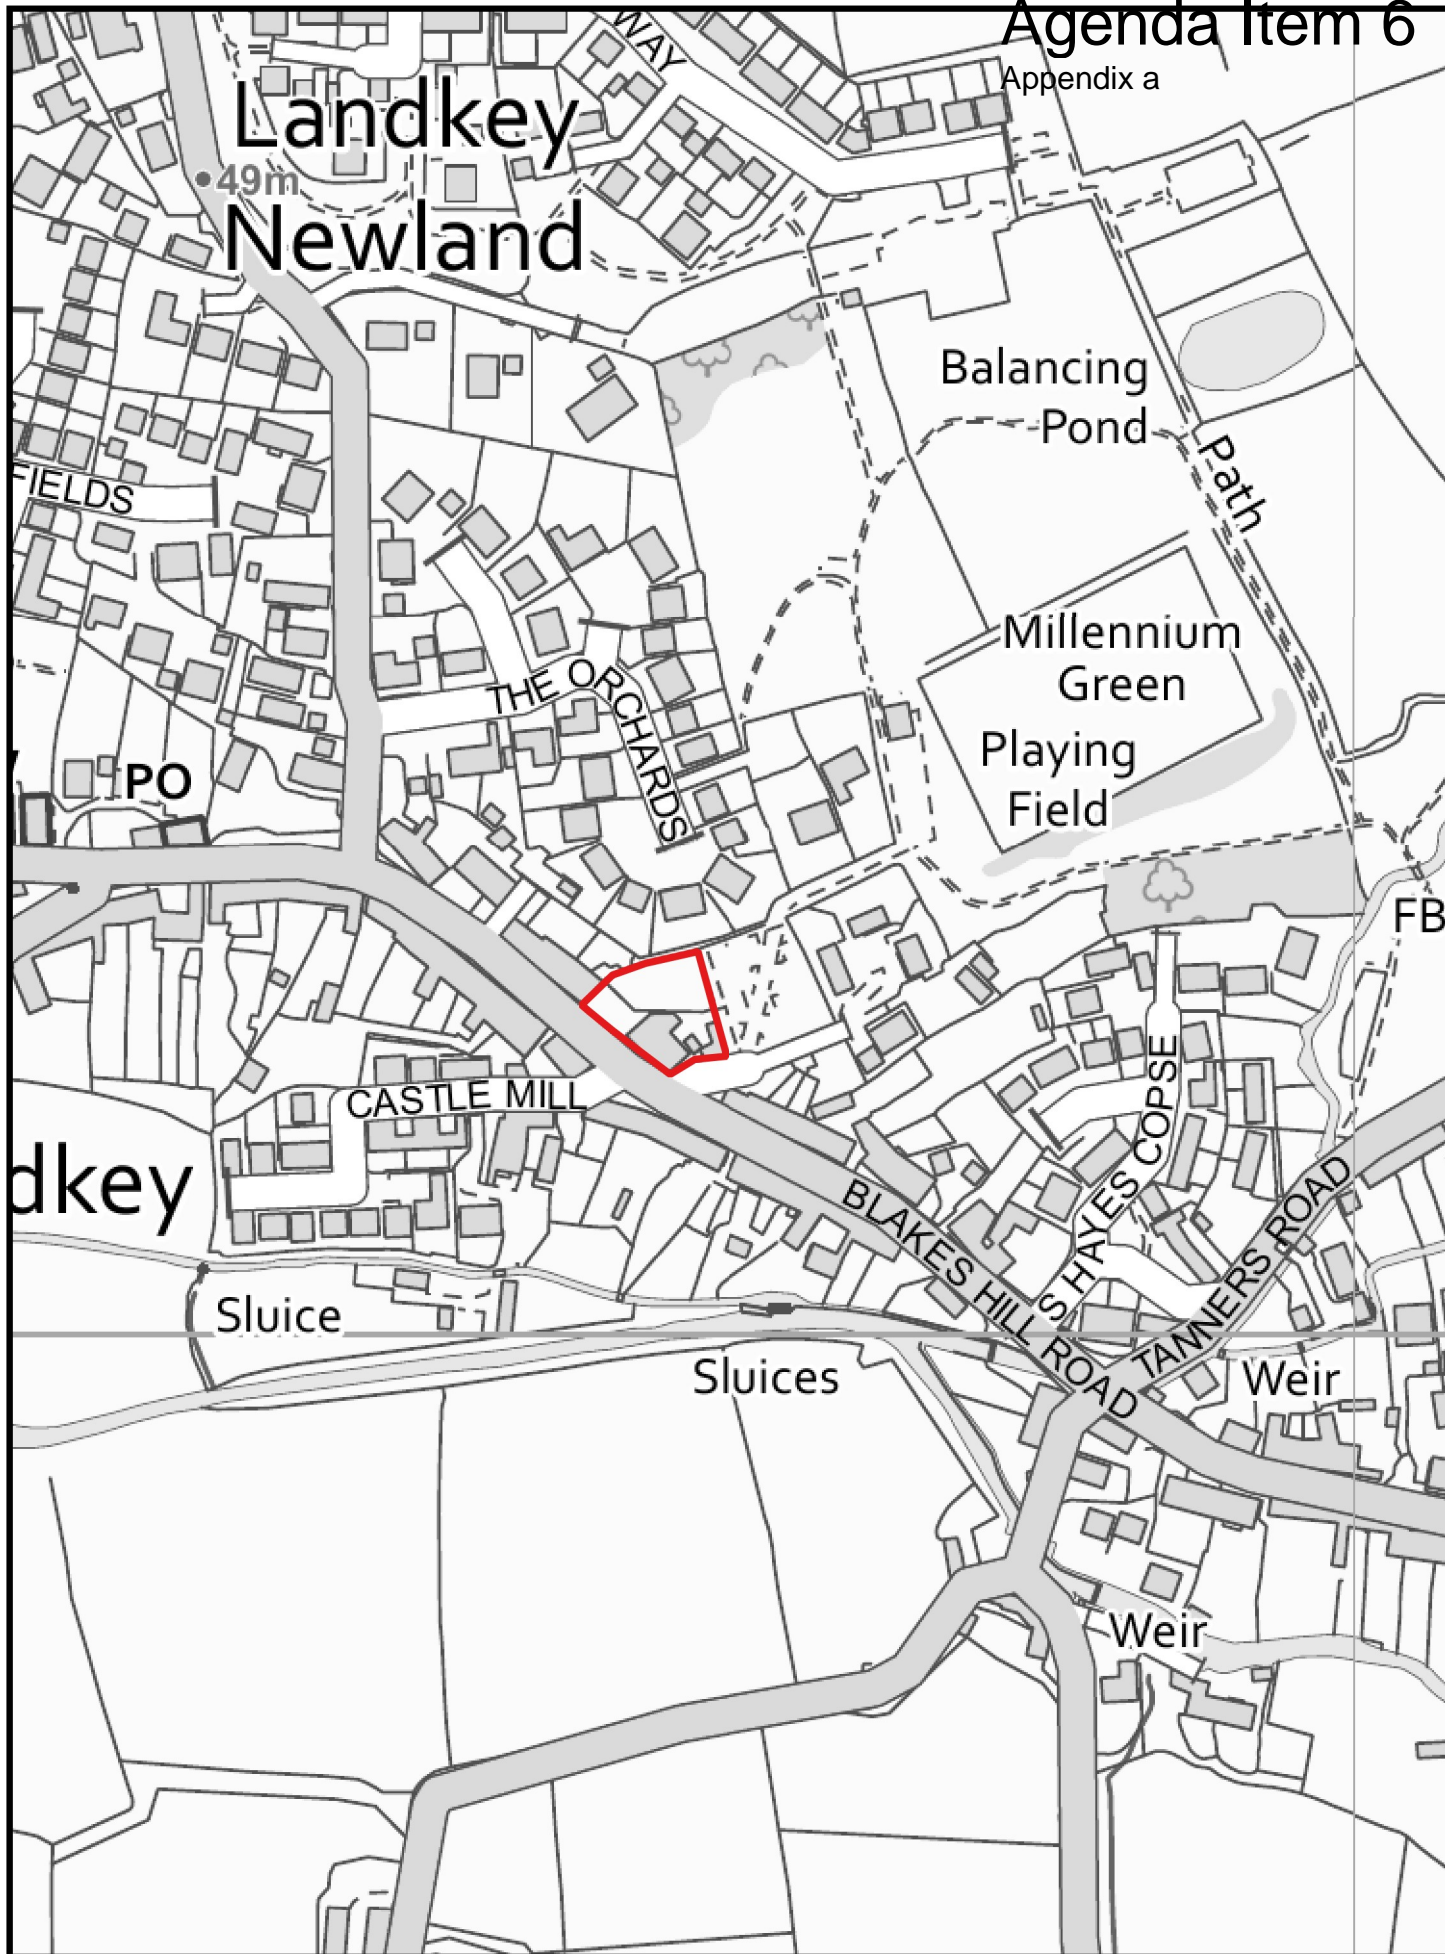 Agenda Item 6
Appendix a
WAY
Landkey
49m
Newland
Balancing
Pond
Path
FIELDS
Millennium
Green
THE ORCHARDS
Playing
Field
PO
FB
CASTLE MILL
S HAYES COPSE
dkey
BLAKES HILL ROAD
TANNERS ROAD
Sluice
Sluices
Weir
Weir